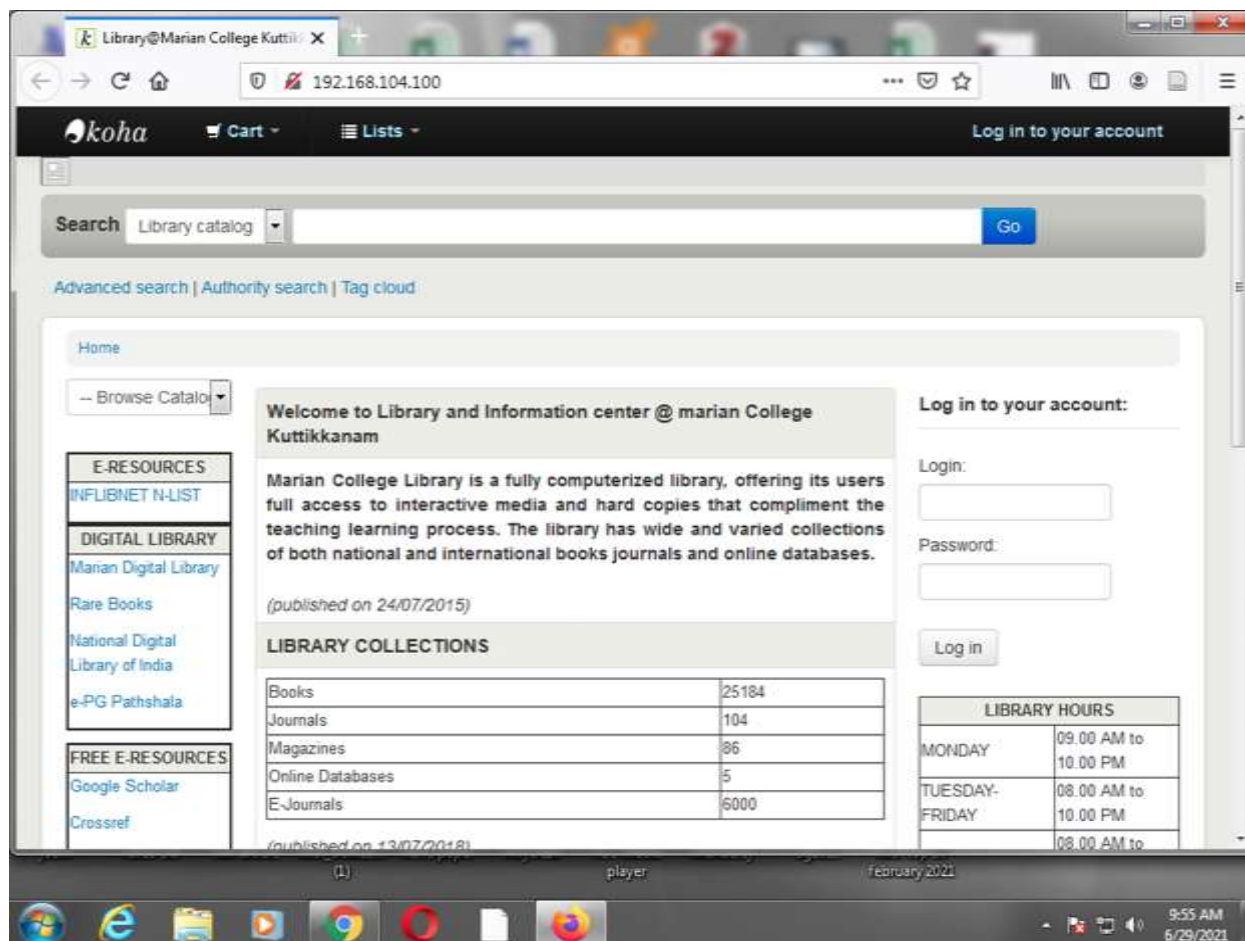 Library@Marian College Kuttik
192.168.104.100
koha Cart Lists Log in to your account
Search Library catalog Go
Advanced search | Authority search | Tag cloud
Home
-- Browse Catalo
E-RESOURCES
INFLIBNET N-LIST
DIGITAL LIBRARY
Marian Digital Library
Rare Books
National Digital
Library of India
e-PG Pathshala
FREE E-RESOURCES
Google Scholar
Crossref
Welcome to Library and Information center @ marian College
Kuttikkanam
Marian College Library is a fully computerized library, offering its users
full access to interactive media and hard copies that compliment the
teaching learning process. The library has wide and varied collections
of both national and international books journals and online databases.
(published on 24/07/2015)
LIBRARY COLLECTIONS
Books 25184
Journals 104
Magazines 86
Online Databases 5
E-Journals 6000
(published on 13/07/2018)
Log in to your account:
Login:
Password:
Log in
LIBRARY HOURS
MONDAY 09.00 AM to
10.00 PM
TUESDAY- 08.00 AM to
FRIDAY 10.00 PM
08.00 AM to
(1) player february 2021
9:55 AM
6/29/2021